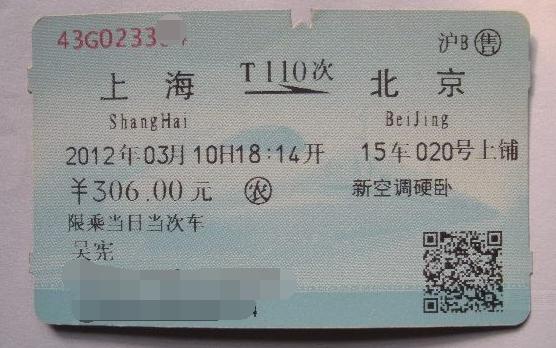 43G0233
沪B 售
上海 T110次 北京
ShangHai BeiJing
2012年03月10日18:14开 15车020号上铺
￥306.00元 农 新空调硬卧
限乘当日当次车
吴宪